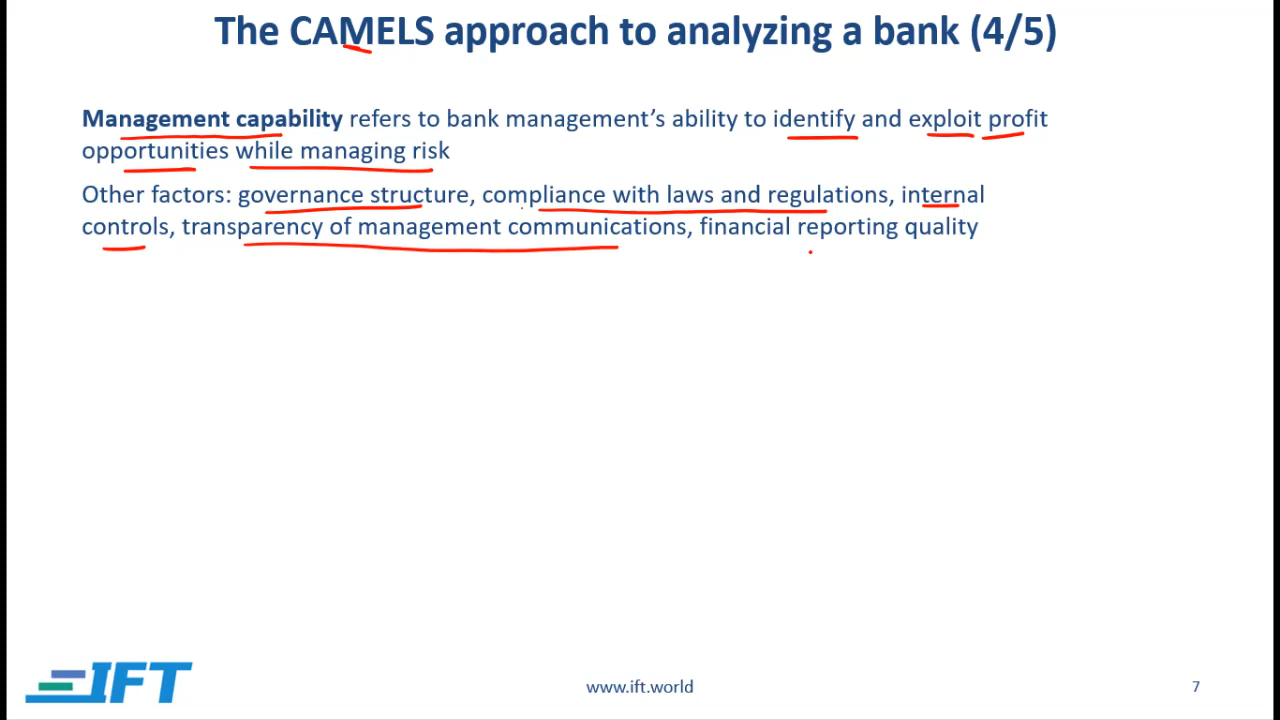 The CAMELS approach to analyzing a bank (4/5)
Management capability refers to bank management’s ability to identify and exploit profit
opportunities while managing risk
Other factors: governance structure, compliance with laws and regulations, internal
controls, transparency of management communications, financial reporting quality
IFT
www.ift.world
7